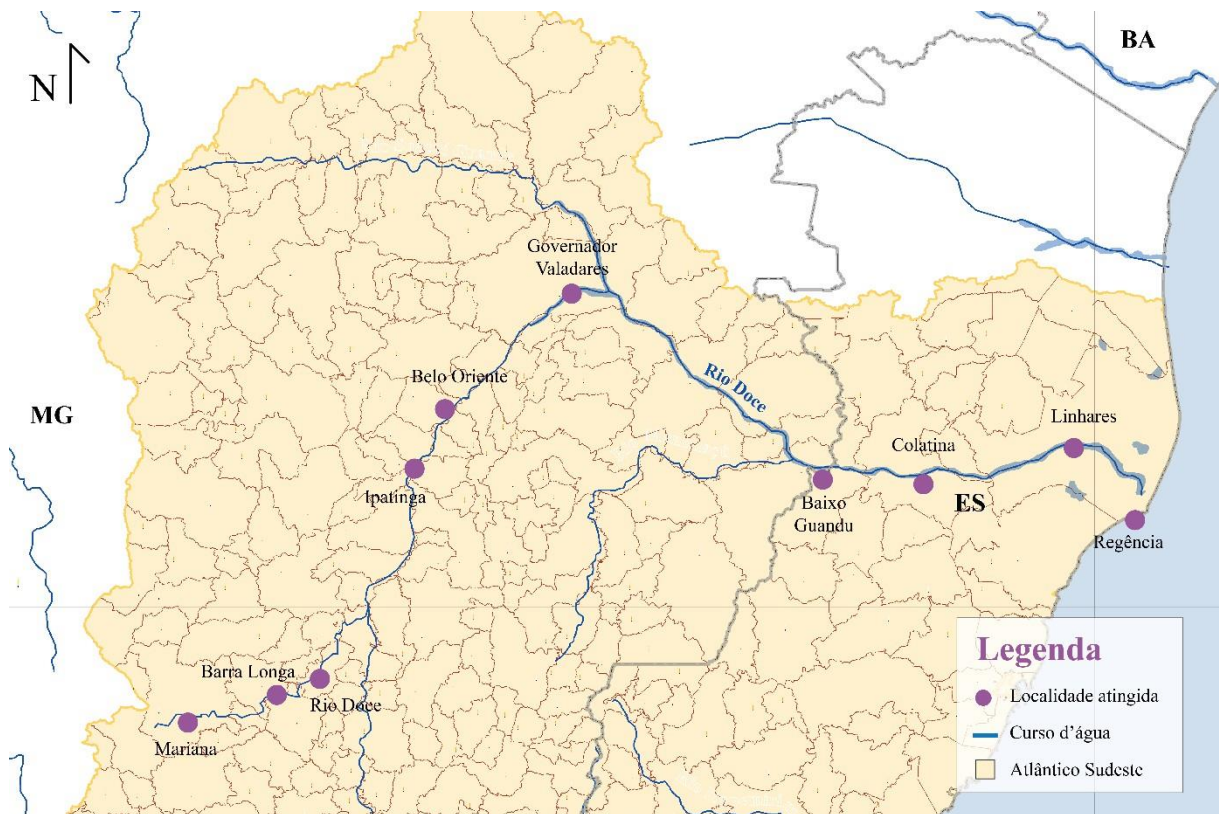 BA
N
Governador
Valadares
Rio Doce
Belo Oriente
MG
Linhares
Colatina
Ipatinga
Baixo
Guandu
ES
Regência
Legenda
Localidade atingida
Curso d'água
Atlântico Sudeste
Barra Longa
Rio Doce
Mariana